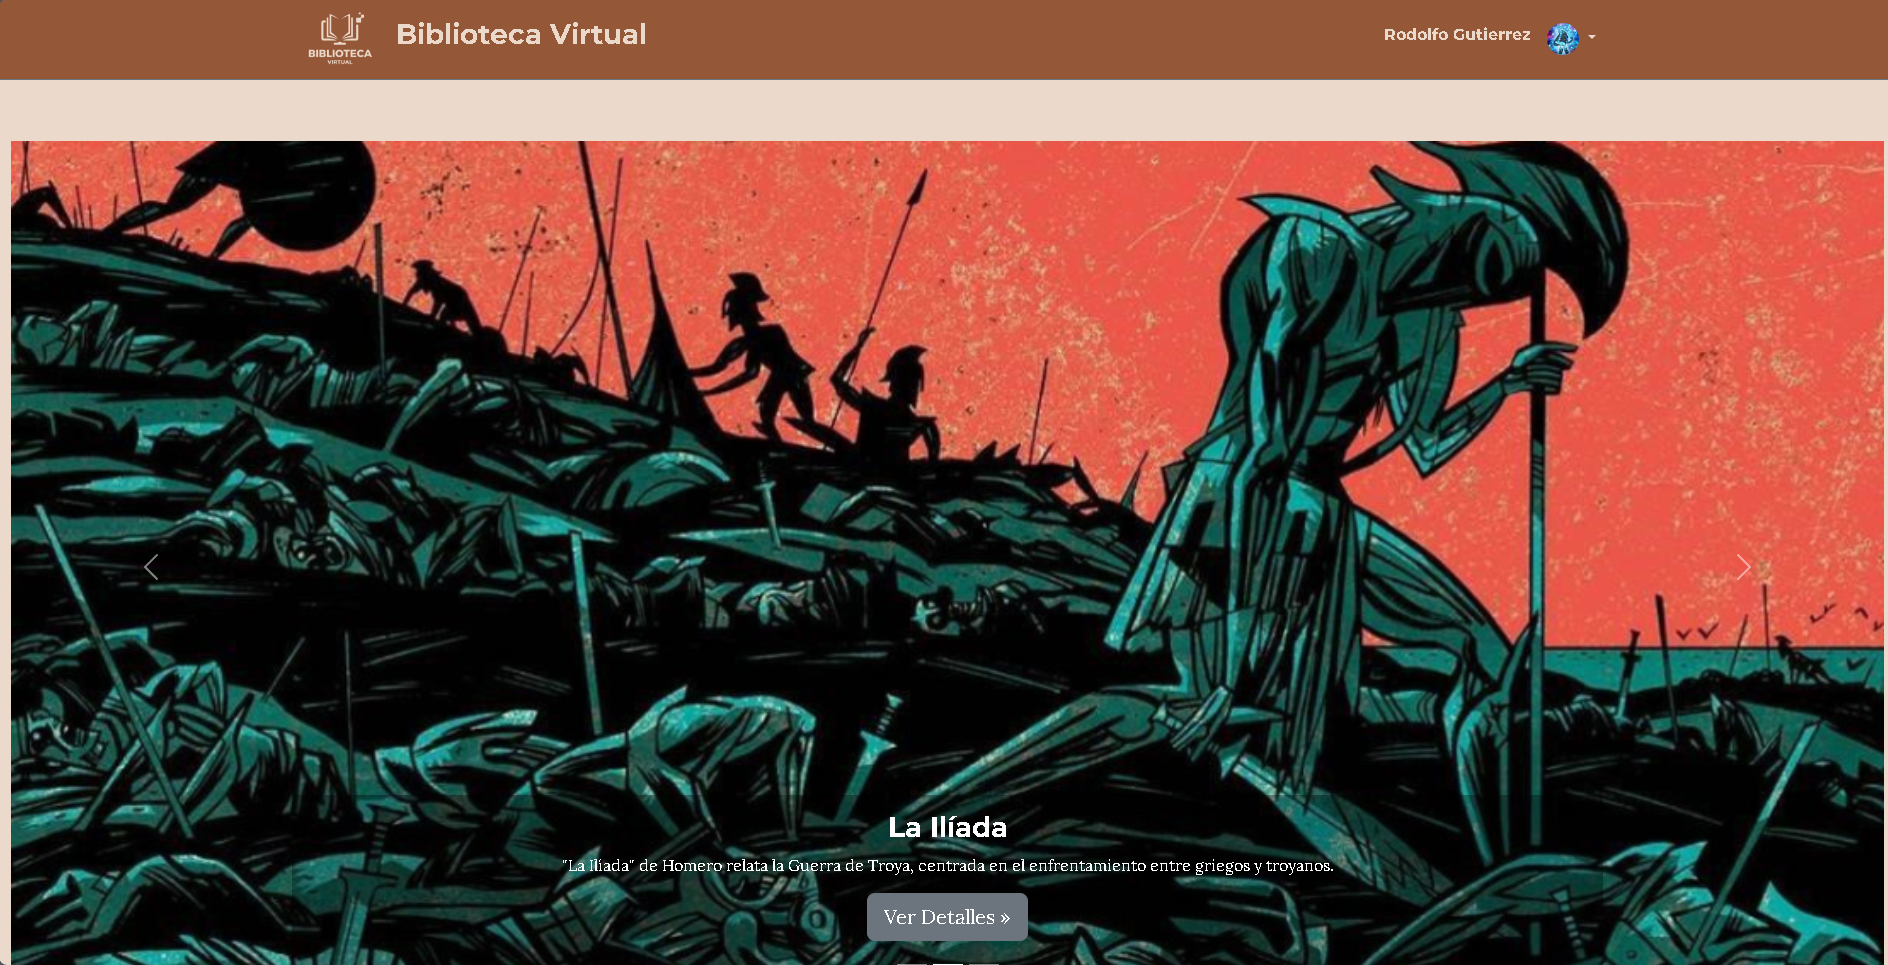 BIBLIOTECA
VIRTUAL
Biblioteca Virtual
Rodolfo Gutierrez
La Ilíada
"La Ilíada" de Homero relata la Guerra de Troya, centrada en el enfrentamiento entre griegos y troyanos.
Ver Detalles »